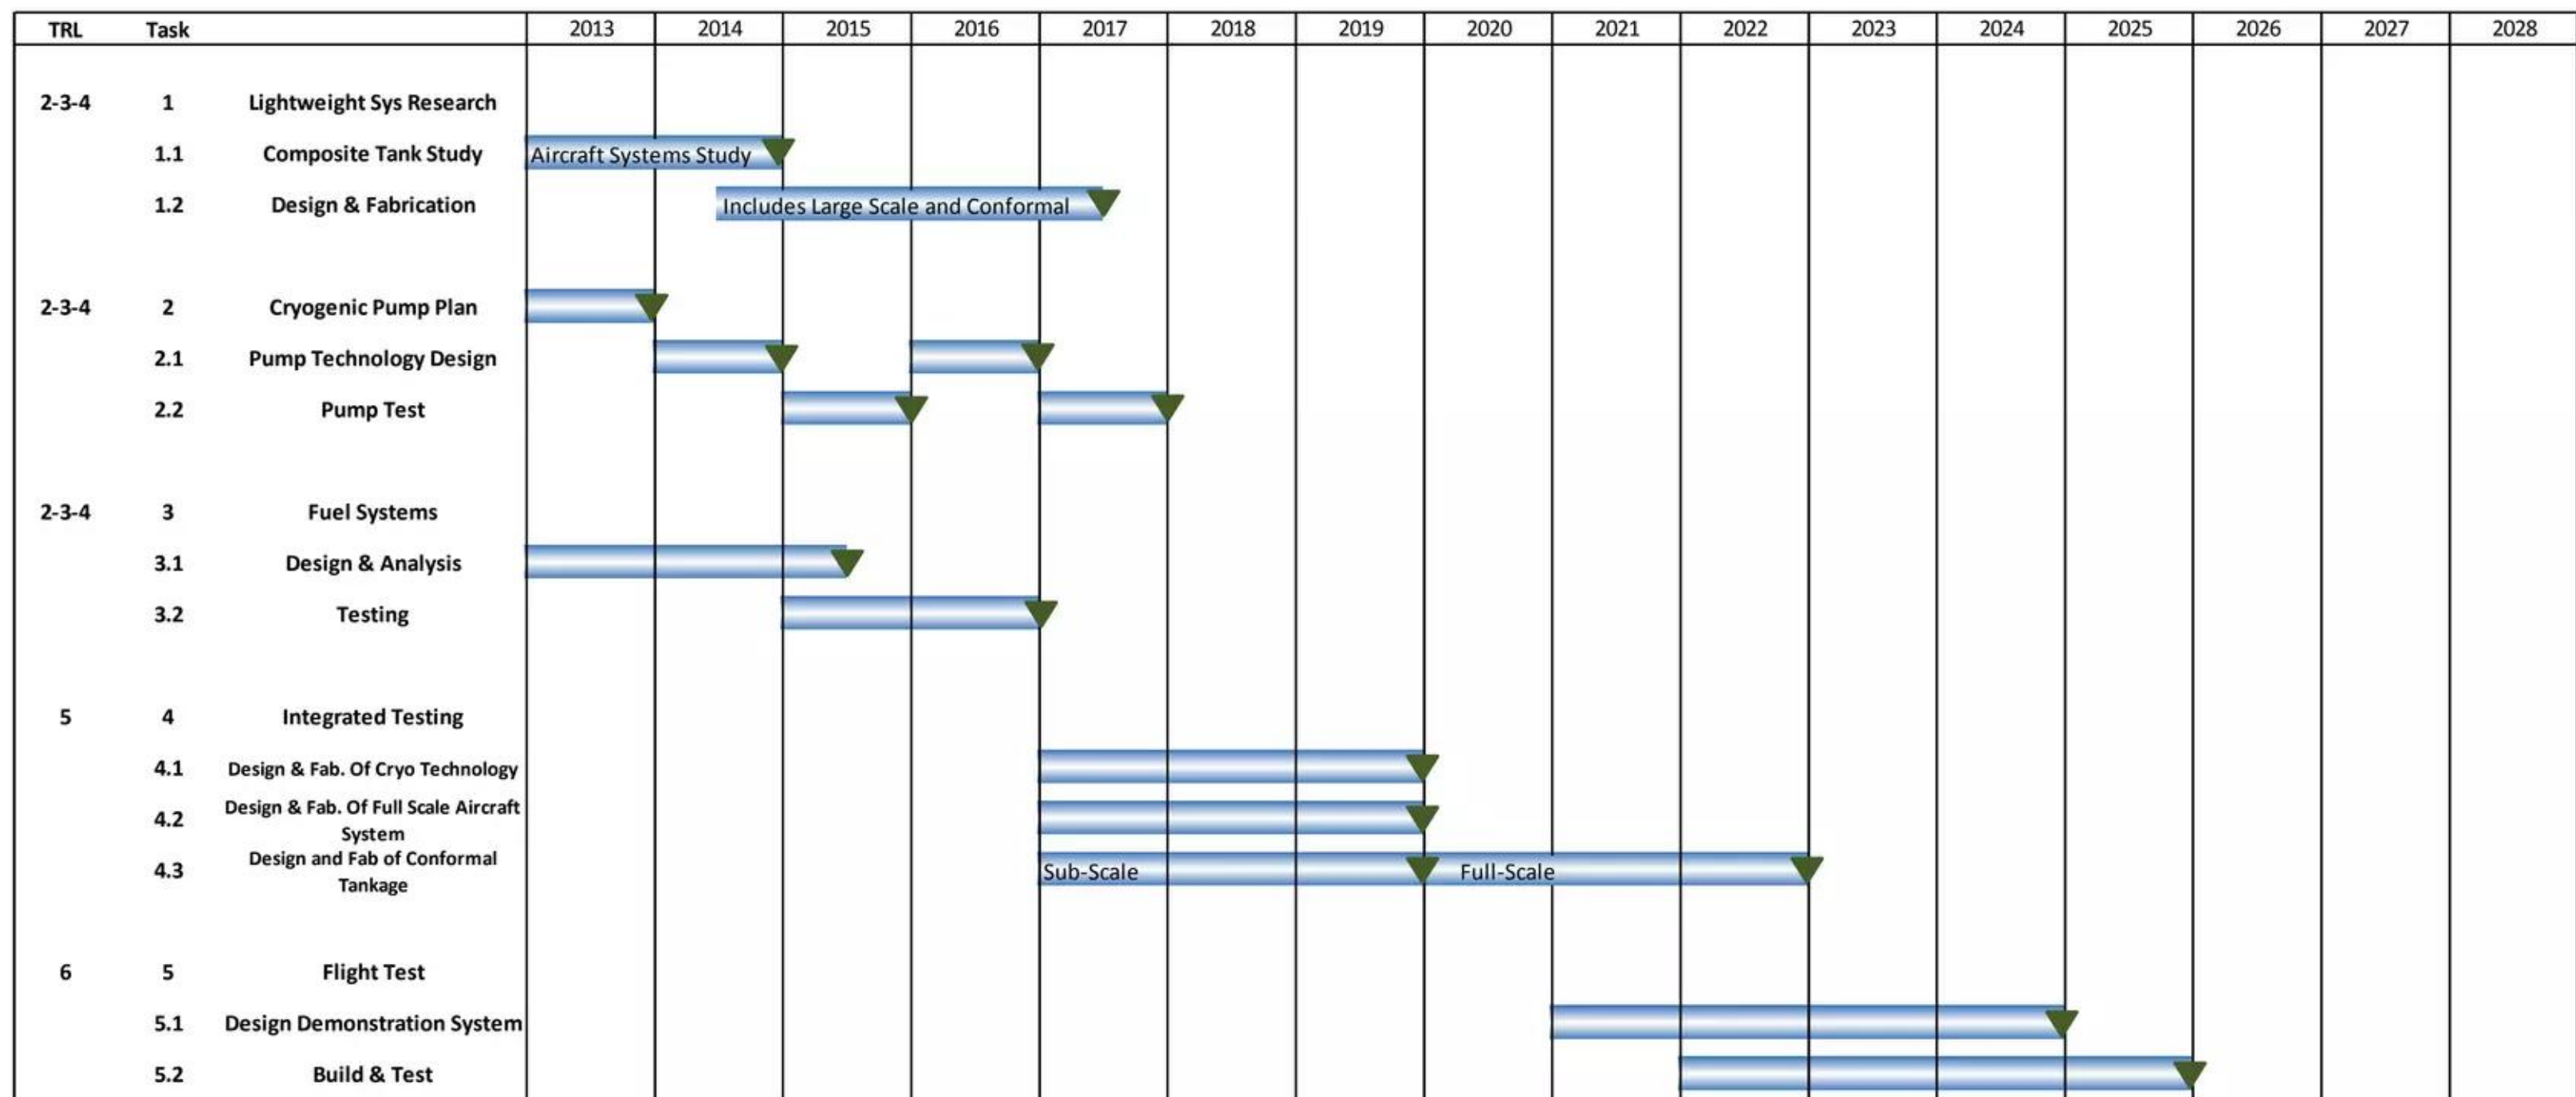 TRL Task 2013 2014 2015 2016 2017 2018 2019 2020 2021 2022 2023 2024 2025 2026 2027 2028
2-3-4 1 Lightweight Sys Research
1.1 Composite Tank Study Aircraft Systems Study
1.2 Design & Fabrication Includes Large Scale and Conformal
2-3-4 2 Cryogenic Pump Plan
2.1 Pump Technology Design
2.2 Pump Test
2-3-4 3 Fuel Systems
3.1 Design & Analysis
3.2 Testing
5 4 Integrated Testing
4.1 Design & Fab. Of Cryo Technology
4.2 Design & Fab. Of Full Scale Aircraft
System
4.3 Design and Fab of Conformal
Tankage Sub-Scale Full-Scale
6 5 Flight Test
5.1 Design Demonstration System
5.2 Build & Test